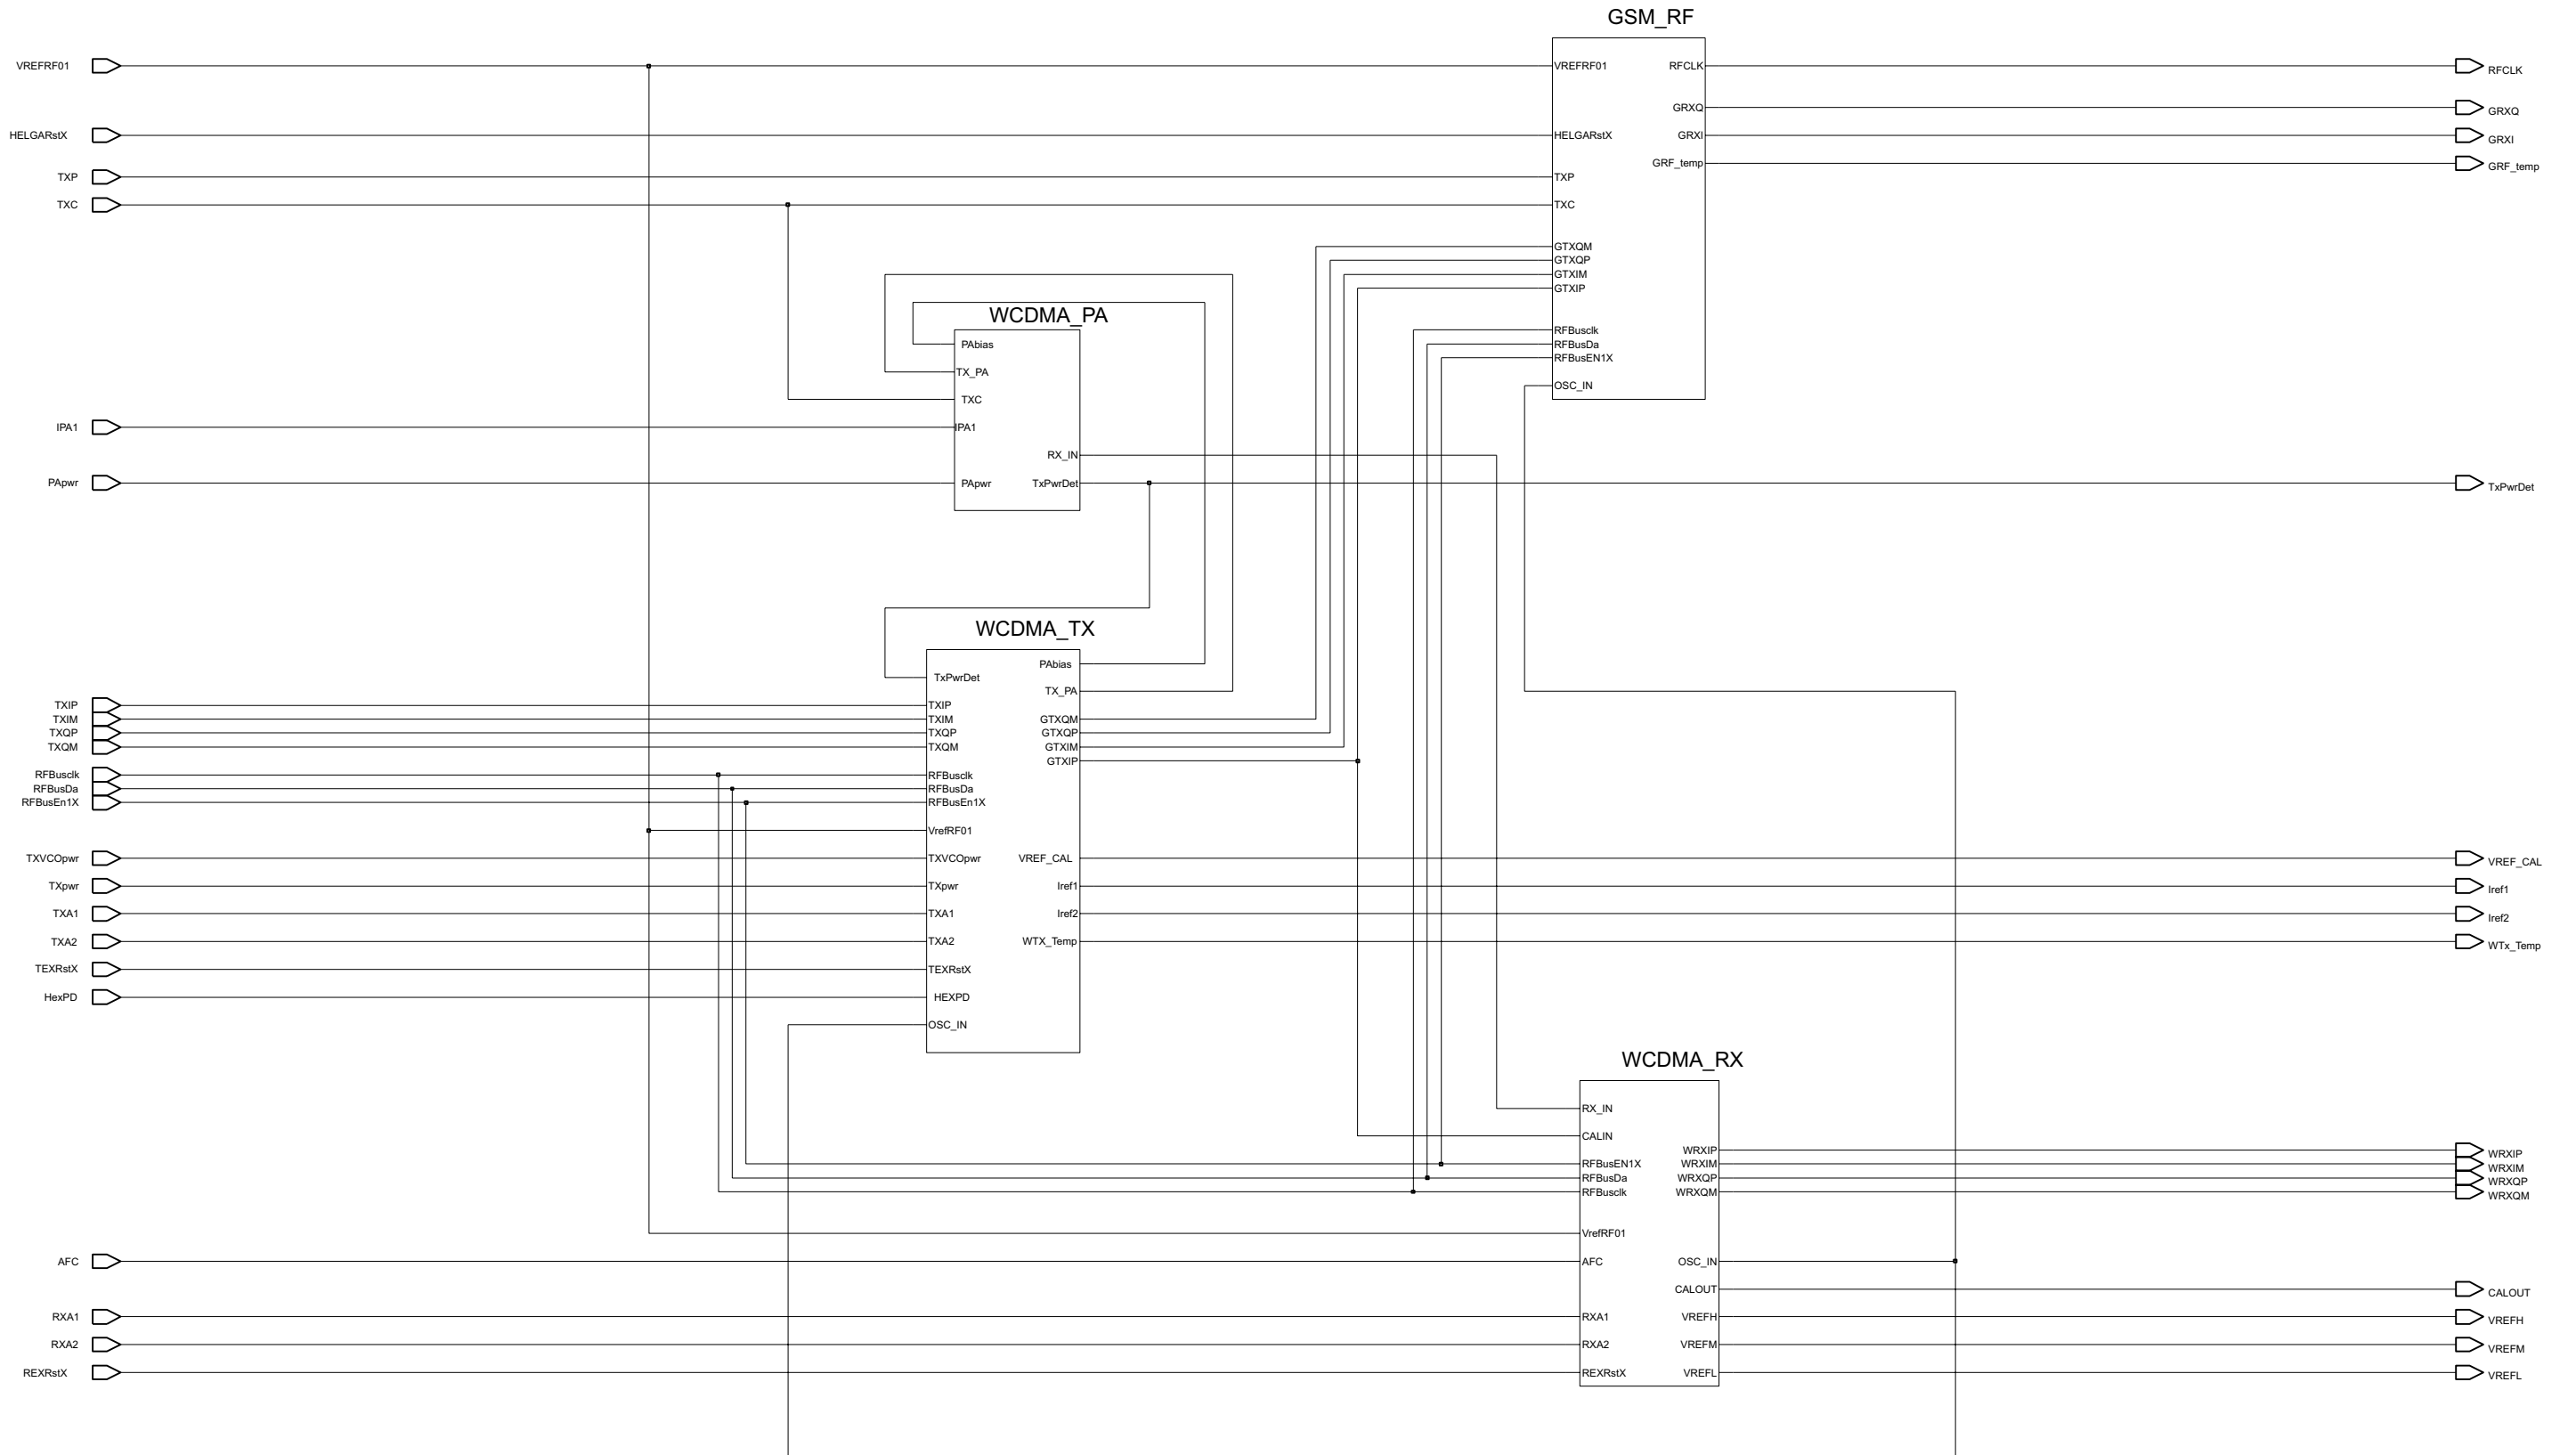 GSM_RF
VREFRF01
VREFRF01
RFCLK
RFCLK
GRXQ
GRXQ
HELGARstX
HELGARstX
GRXI
GRXI
GRF_temp
GRF_temp
TXP
TXP
TXC
TXC
GTXQM
GTXQP
GTXIM
GTXIP
RFBusclk
RFBusDa
RFBusEN1X
OSC_IN
WCDMA_PA
PAbias
TX_PA
TXC
IPA1
IPA1
RX_IN
PApwr
PApwr
TxPwrDet
TxPwrDet
WCDMA_TX
PAbias
TxPwrDet
TX_PA
TXIP
TXIP
TXIM
TXIM
GTXQM
TXQP
TXQP
GTXQP
TXQM
TXQM
GTXIM
GTXIP
RFBusclk
RFBusclk
RFBusDa
RFBusDa
RFBusEn1X
RFBusEn1X
VrefRF01
TXVCOpwr
TXVCOpwr
VREF_CAL
VREF_CAL
TXpwr
TXpwr
Iref1
Iref1
TXA1
TXA1
Iref2
Iref2
TXA2
TXA2
WTX_Temp
WTx_Temp
TEXRstX
TEXRstX
HexPD
HEXPD
OSC_IN
WCDMA_RX
RX_IN
CALIN
WRXIP
WRXIP
RFBusEN1X
WRXIM
WRXIM
RFBusDa
WRXQP
WRXQP
RFBusclk
WRXQM
WRXQM
VrefRF01
AFC
AFC
OSC_IN
CALOUT
CALOUT
RXA1
RXA1
VREFH
VREFH
RXA2
RXA2
VREFM
VREFM
REXRstX
REXRstX
VREFL
VREFL